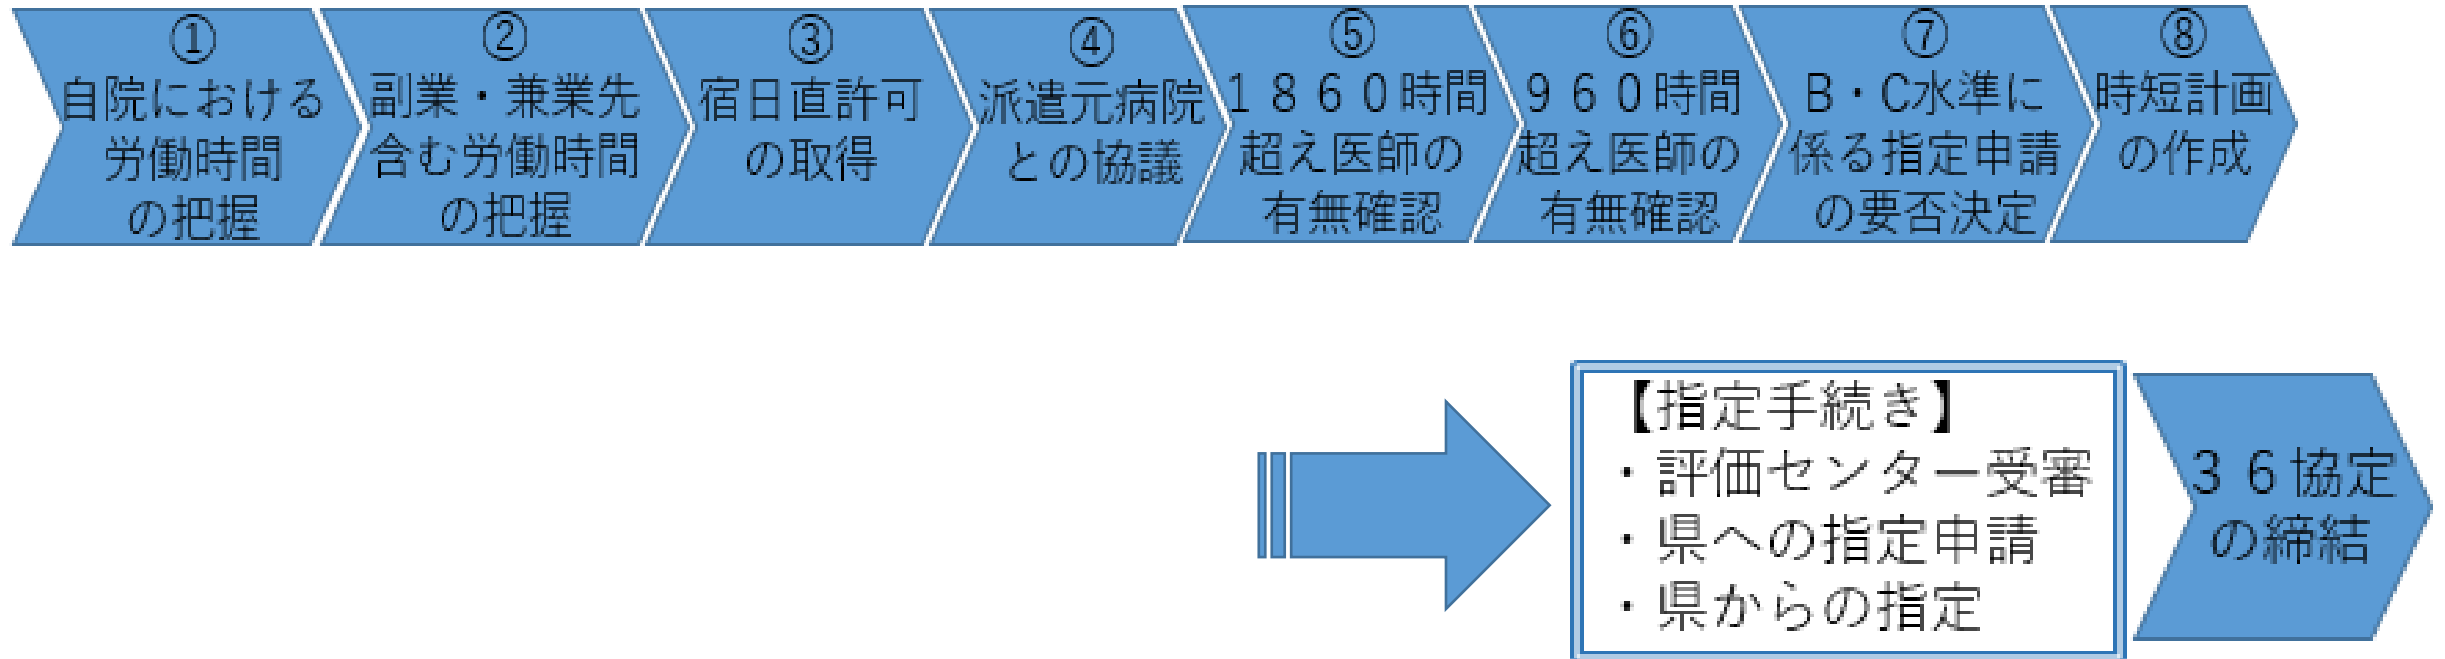 ①
自院における
労働時間
の把握
②
副業・兼業先
含む労働時間
の把握
③
宿日直許可
の取得
④
派遣元病院
との協議
⑤
１８６０時間
超え医師の
有無確認
⑥
９６０時間
超え医師の
有無確認
⑦
B・C水準に
係る指定申請
の要否決定
⑧
時短計画
の作成
【指定手続き】
・評価センター受審
・県への指定申請
・県からの指定
３６協定
の締結